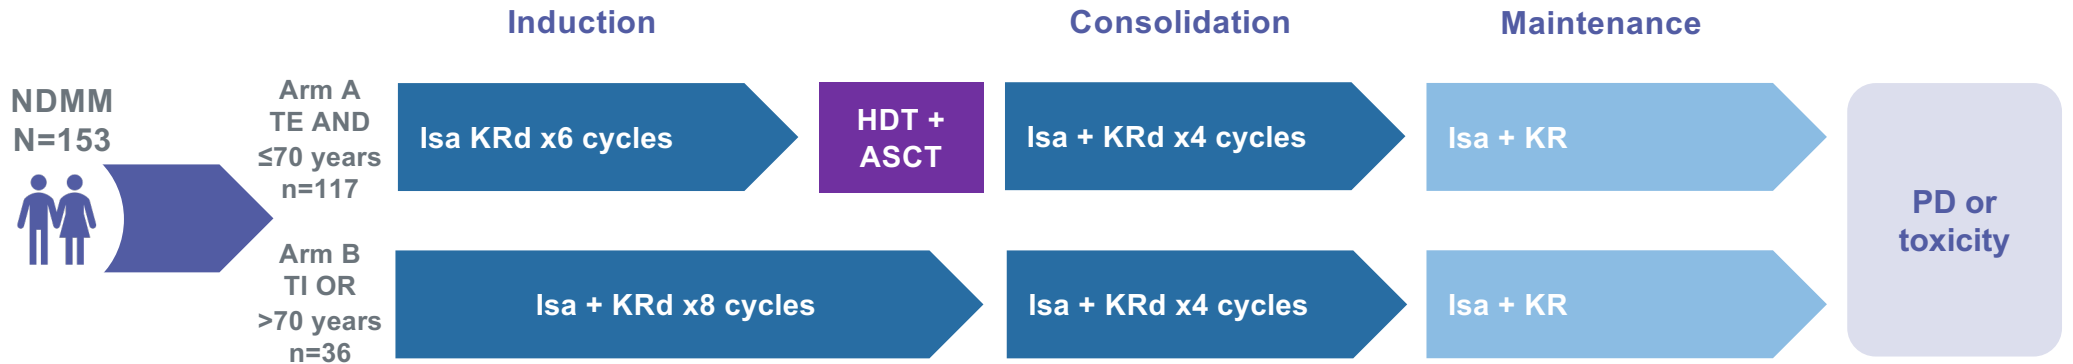 Induction
Consolidation
Maintenance
NDMM
N=153
Arm A
TE AND
≤70 years
n=117
Isa KRd x6 cycles
HDT +
ASCT
Isa + KRd x4 cycles
Isa + KR
Arm B
TI OR
>70 years
n=36
Isa + KRd x8 cycles
Isa + KRd x4 cycles
Isa + KR
PD or
toxicity